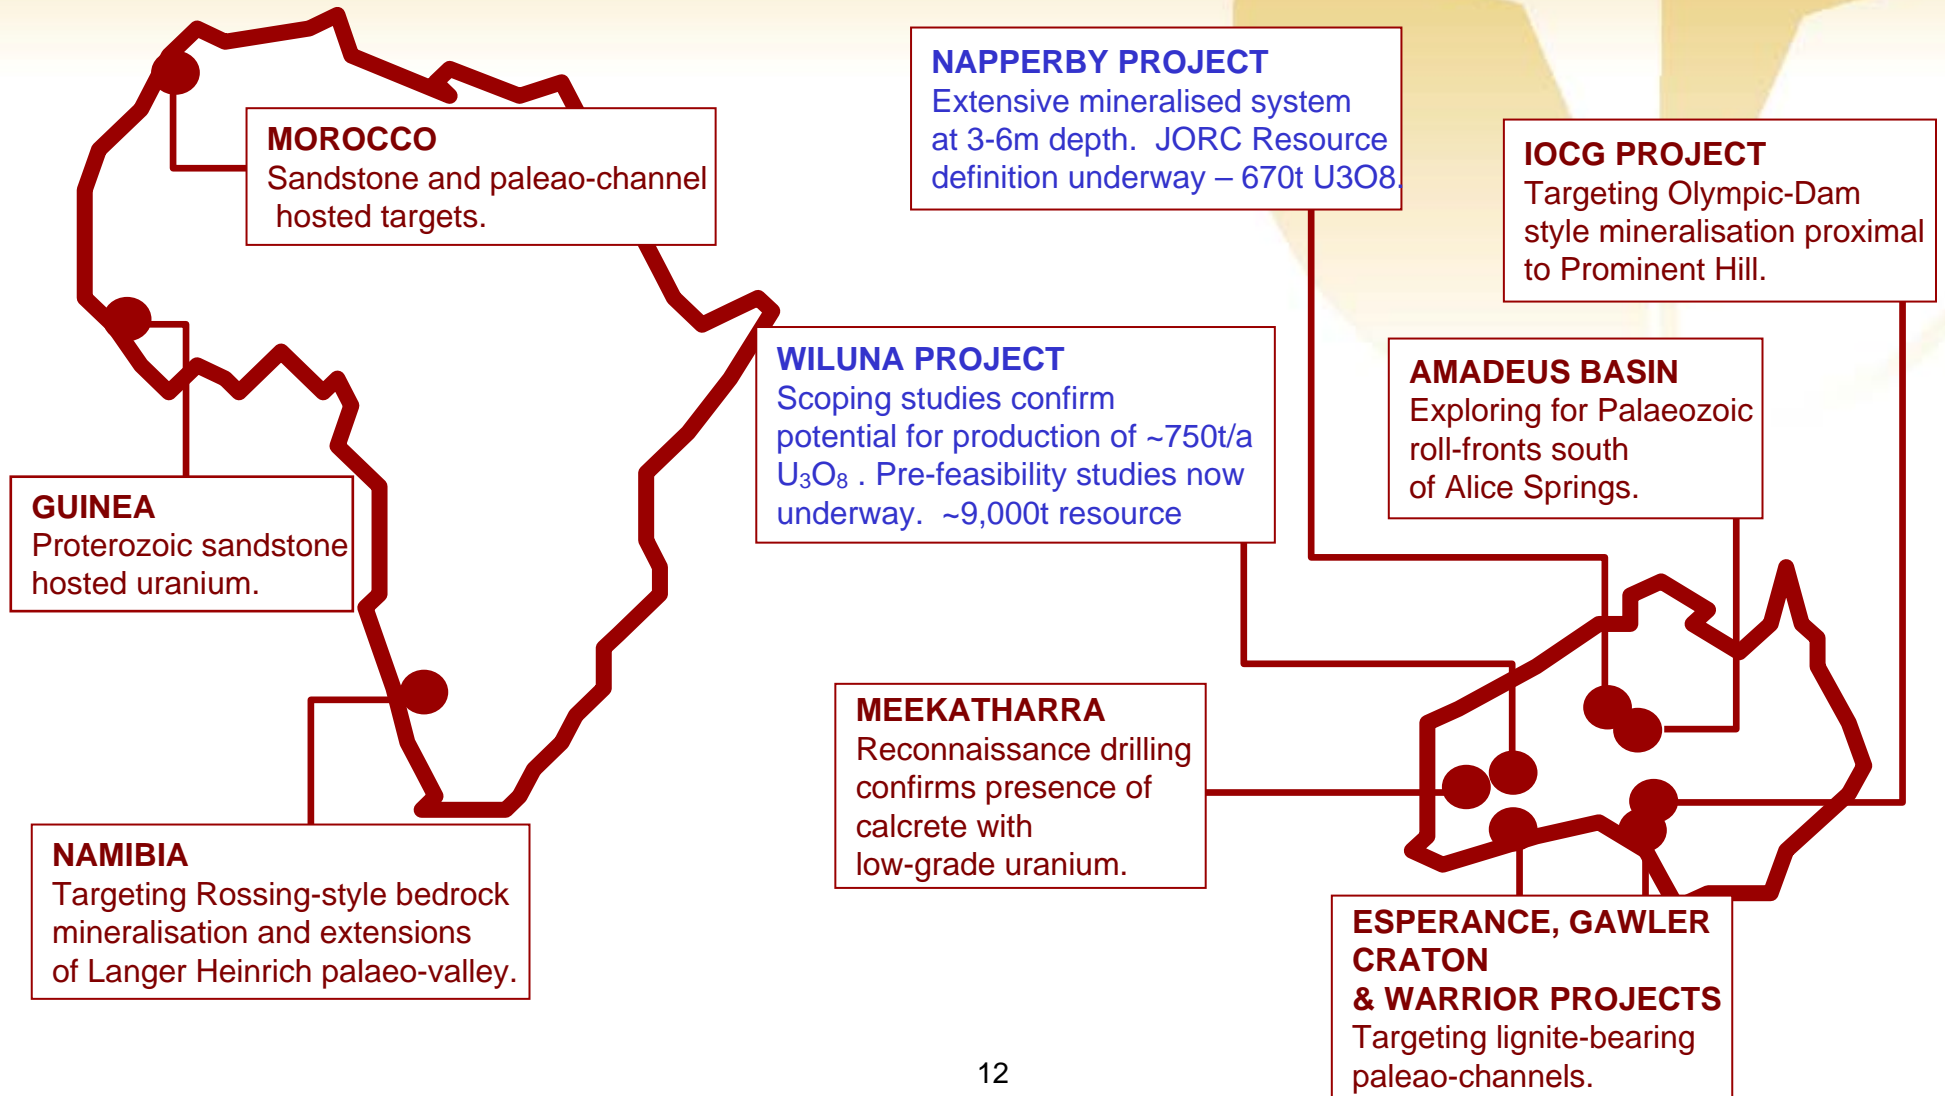 MOROCCO
Sandstone and paleao-channel
hosted targets.
GUINEA
Proterozoic sandstone
hosted uranium.
NAMIBIA
Targeting Rossing-style bedrock
mineralisation and extensions
of Langer Heinrich palaeo-valley.
NAPPERBY PROJECT
Extensive mineralised system
at 3-6m depth.  JORC Resource
definition underway – 670t U3O8.
WILUNA PROJECT
Scoping studies confirm
potential for production of ~750t/a
U₃O₈ . Pre-feasibility studies now
underway.  ~9,000t resource
MEEKATHARRA
Reconnaissance drilling
confirms presence of
calcrete with
low-grade uranium.
IOCG PROJECT
Targeting Olympic-Dam
style mineralisation proximal
to Prominent Hill.
AMADEUS BASIN
Exploring for Palaeozoic
roll-fronts south
of Alice Springs.
ESPERANCE, GAWLER
CRATON
& WARRIOR PROJECTS
Targeting lignite-bearing
paleao-channels.
12